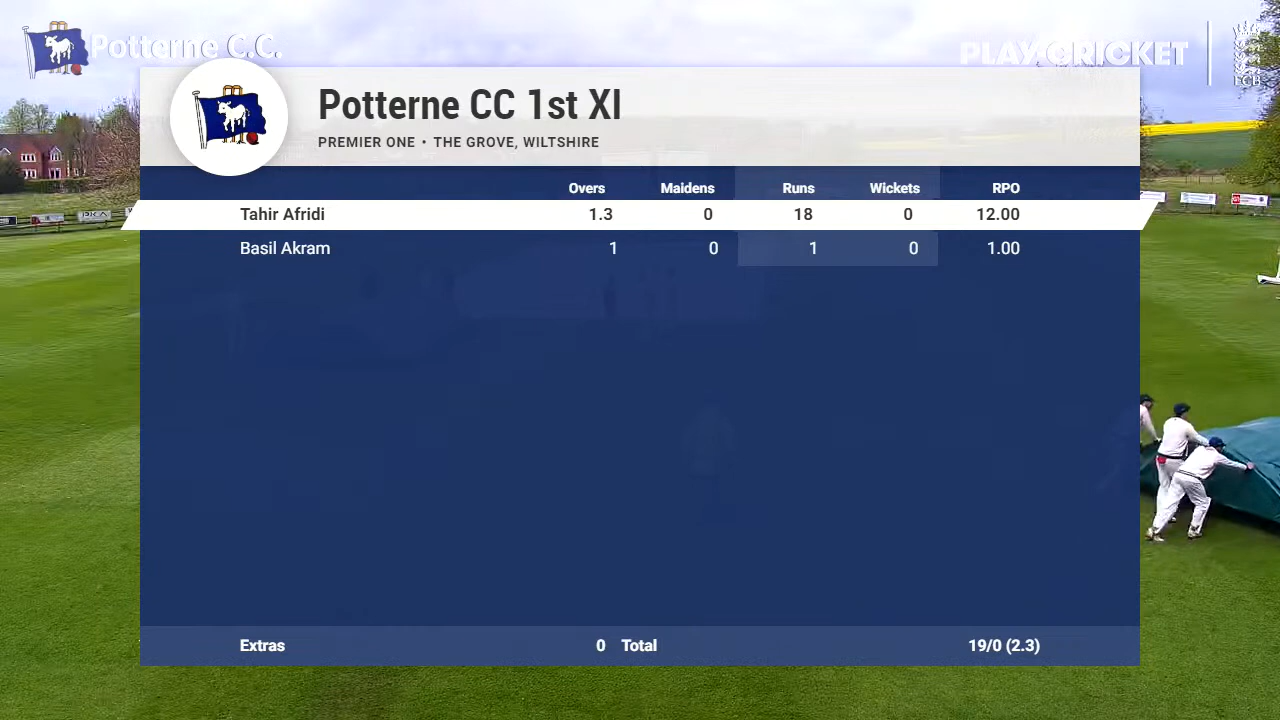 Potterne C.C.
PLAY-CRICKET
ECB
Potterne CC 1st XI
PREMIER ONE • THE GROVE, WILTSHIRE
Overs Maidens Runs Wickets RPO
Tahir Afridi 1.3 0 18 0 12.00
Basil Akram 1 0 1 0 1.00
Extras 0 Total 19/0 (2.3)